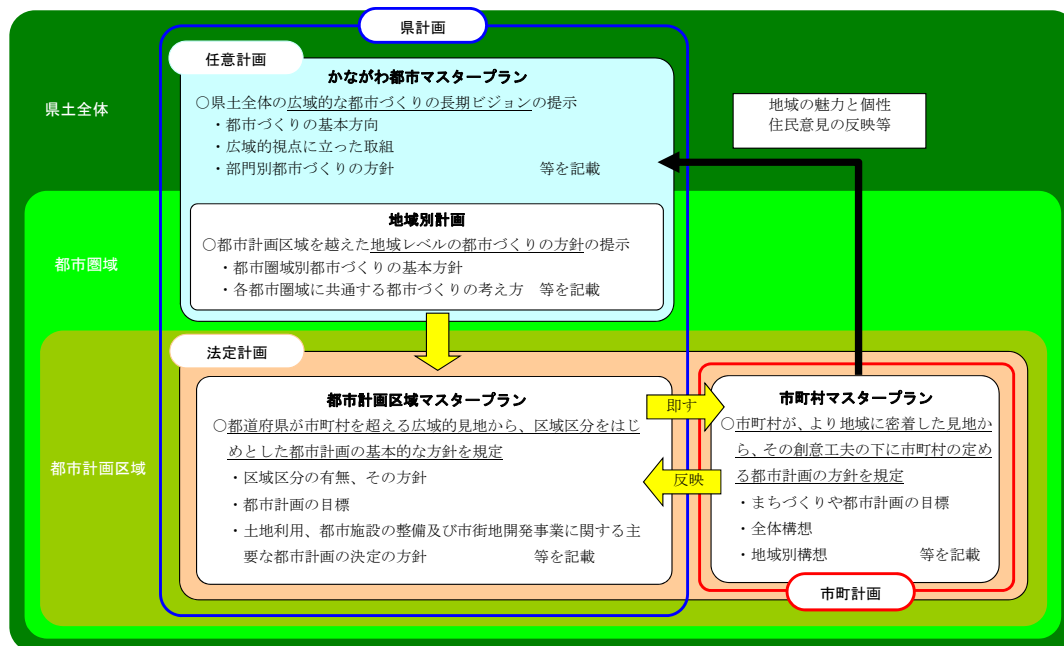 県計画
任意計画
かながわ都市マスタープラン
○県土全体の広域的な都市づくりの長期ビジョンの提示
・都市づくりの基本方向
・広域的視点に立った取組
・部門別都市づくりの方針 等を記載
県土全体
地域の魅力と個性
住民意見の反映等
地域別計画
○都市計画区域を越えた地域レベルの都市づくりの方針の提示
・都市圏域別都市づくりの基本方針
・各都市圏域に共通する都市づくりの考え方 等を記載
都市圏域
法定計画
都市計画区域マスタープラン
○都道府県が市町村を超える広域的見地から、区域区分をはじ
めとした都市計画の基本的な方針を規定
・区域区分の有無、その方針
・都市計画の目標
・土地利用、都市施設の整備及び市街地開発事業に関する主
要な都市計画の決定の方針 等を記載
都市計画区域
即す
反映
市町村マスタープラン
○市町村が、より地域に密着した見地か
ら、その創意工夫の下に市町村の定め
る都市計画の方針を規定
・まちづくりや都市計画の目標
・全体構想
・地域別構想 等を記載
市町計画